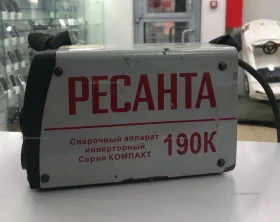 РЕСАНТА
Сварочный аппарат
инверторный
Серия КОМПАКТ
190К